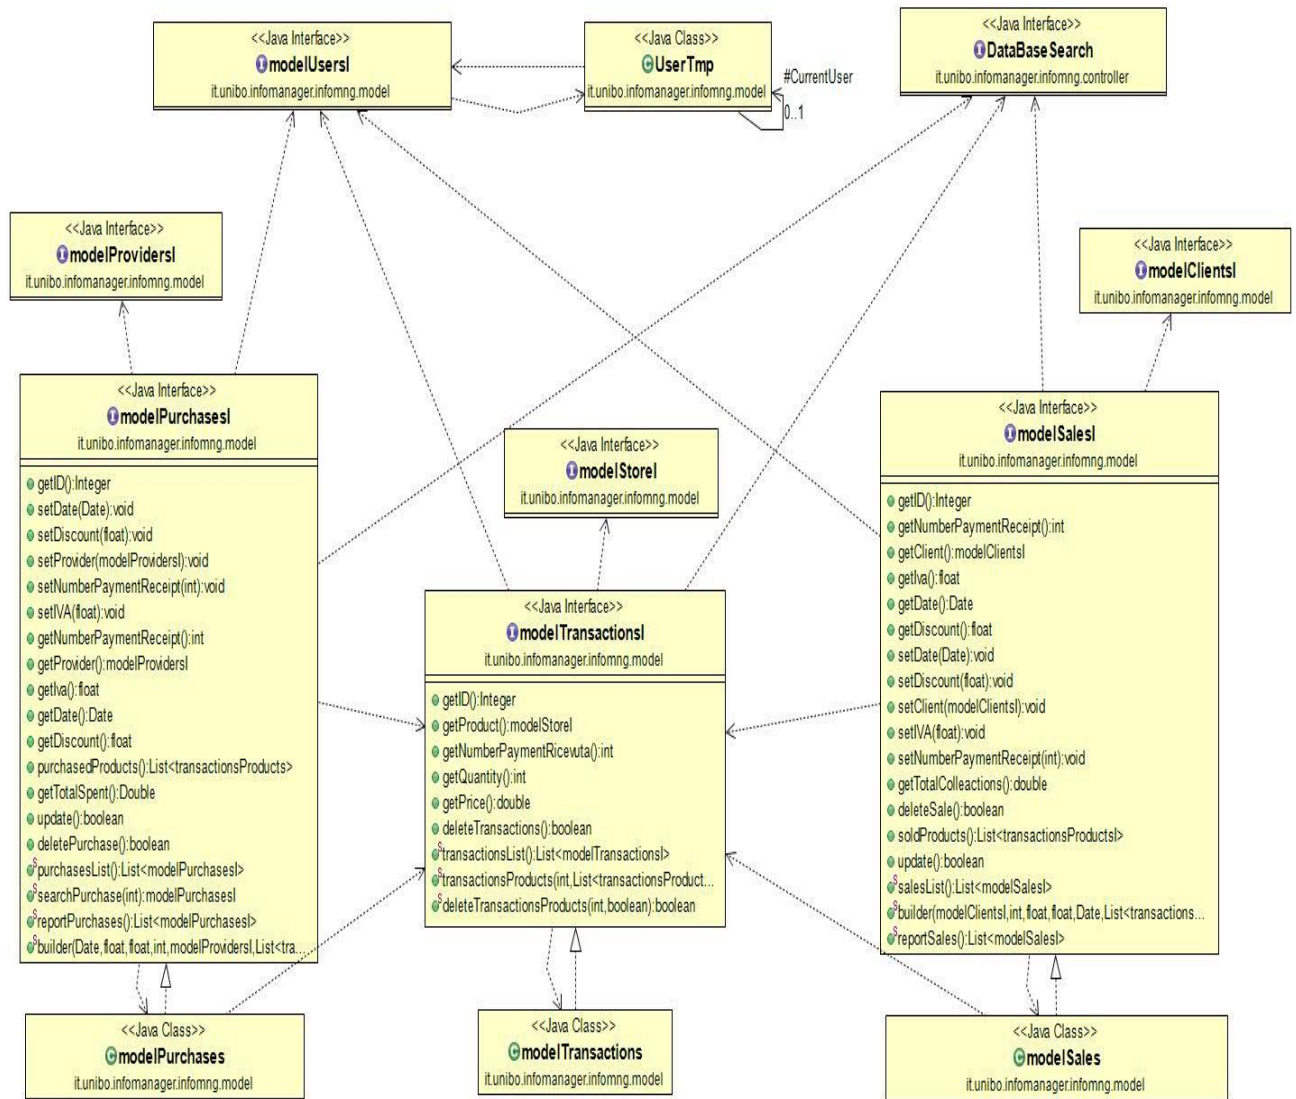 <<Java Interface>>
modelUsersI
it.unibo.infomanager.infomng.model
<<Java Class>>
UserTmp
it.unibo.infomanager.infomng.model
#CurrentUser
0..1
<<Java Interface>>
DataBaseSearch
it.unibo.infomanager.infomng.controller
<<Java Interface>>
modelProvidersI
it.unibo.infomanager.infomng.model
<<Java Interface>>
modelClientsI
it.unibo.infomanager.infomng.model
<<Java Interface>>
modelPurchasesI
it.unibo.infomanager.infomng.model
getID():Integer
setDate(Date):void
setDiscount(float):void
setProvider(modelProvidersI):void
setNumberPaymentReceipt(int):void
setIVA(float):void
getNumberPaymentReceipt():int
getProvider():modelProvidersI
getIva():float
getDate():Date
getDiscount():float
purchasedProducts():List<transactionsProducts>
getTotalSpent():Double
update():boolean
deletePurchase():boolean
purchasesList():List<modelPurchasesI>
searchPurchase(int):modelPurchasesI
reportPurchases():List<modelPurchasesI>
builder(Date,float,float,int,modelProvidersI,List<tra...
<<Java Interface>>
modelStoreI
it.unibo.infomanager.infomng.model
<<Java Interface>>
modelTransactionsI
it.unibo.infomanager.infomng.model
getID():Integer
getProduct():modelStoreI
getNumberPaymentRicevuta():int
getQuantity():int
getPrice():double
deleteTransactions():boolean
transactionsList():List<modelTransactionsI>
transactionsProducts(int,List<transactionsProduct...
deleteTransactionsProducts(int,boolean):boolean
<<Java Interface>>
modelSalesI
it.unibo.infomanager.infomng.model
getID():Integer
getNumberPaymentReceipt():int
getClient():modelClientsI
getIva():float
getDate():Date
getDiscount():float
setDate(Date):void
setDiscount(float):void
setClient(modelClientsI):void
setIVA(float):void
setNumberPaymentReceipt(int):void
getTotalColleactions():double
deleteSale():boolean
soldProducts():List<transactionsProductsI>
update():boolean
salesList():List<modelSalesI>
builder(modelClientsI,int,float,float,Date,List<transactions...
reportSales():List<modelSalesI>
<<Java Class>>
modelPurchases
it.unibo.infomanager.infomng.model
<<Java Class>>
modelTransactions
it.unibo.infomanager.infomng.model
<<Java Class>>
modelSales
it.unibo.infomanager.infomng.model